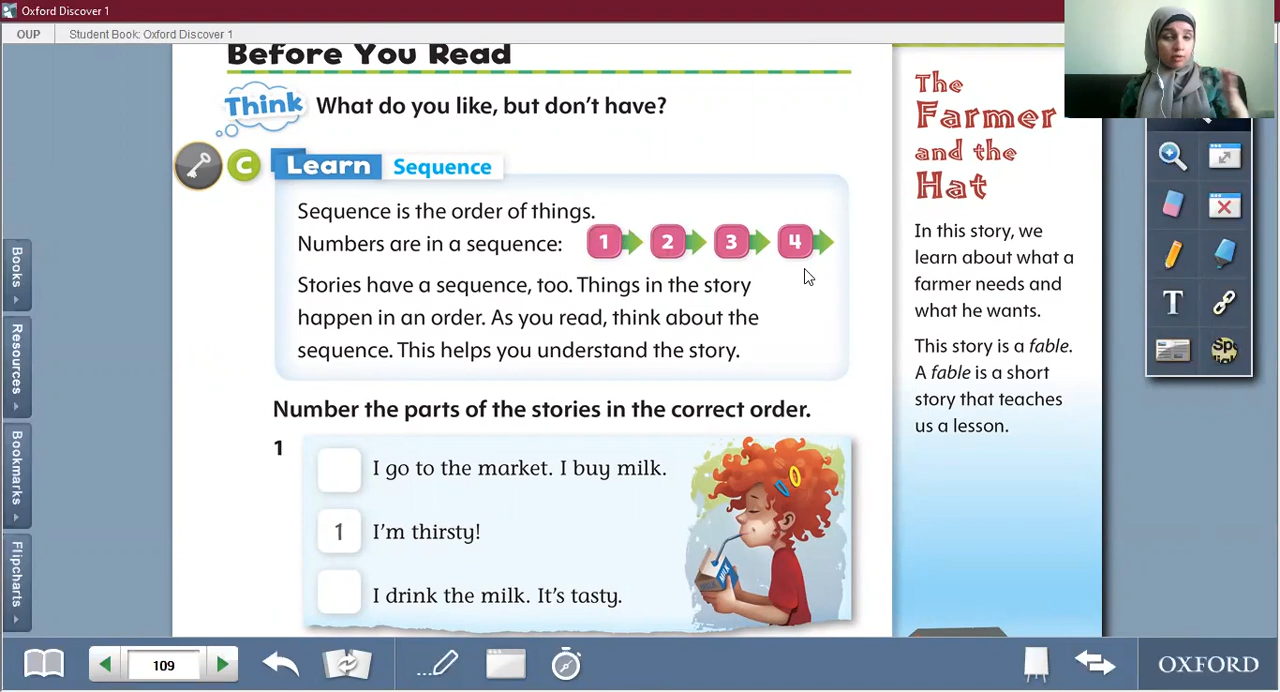 Oxford Discover 1
OUP
Student Book: Oxford Discover 1
Before You Read
Think What do you like, but don't have?
C Learn Sequence
Sequence is the order of things.
Numbers are in a sequence: 1 2 3 4
Stories have a sequence, too. Things in the story
happen in an order. As you read, think about the
sequence. This helps you understand the story.
Number the parts of the stories in the correct order.
1
I go to the market. I buy milk.
1 I'm thirsty!
I drink the milk. It's tasty.
MILK
The
Farmer
and the
Hat
In this story, we
learn about what a
farmer needs and
what he wants.
This story is a fable.
A fable is a short
story that teaches
us a lesson.
Books
Resources
Bookmarks
Flipcharts
T
109
OXFORD